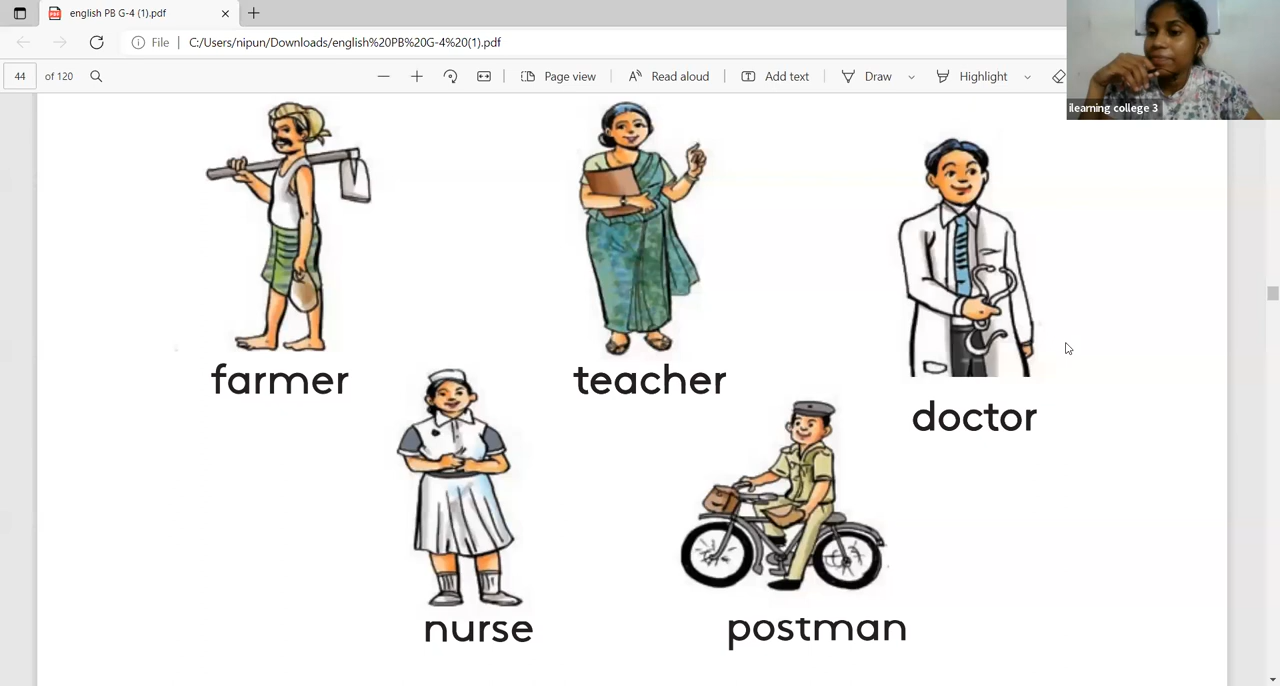 english PB G-4 (1).pdf
File
C:/Users/nipun/Downloads/english%20PB%20G-4%20(1).pdf
44 of 120
Page view
Read aloud
Add text
Draw
Highlight
ilearning college 3
farmer
teacher
doctor
nurse
postman